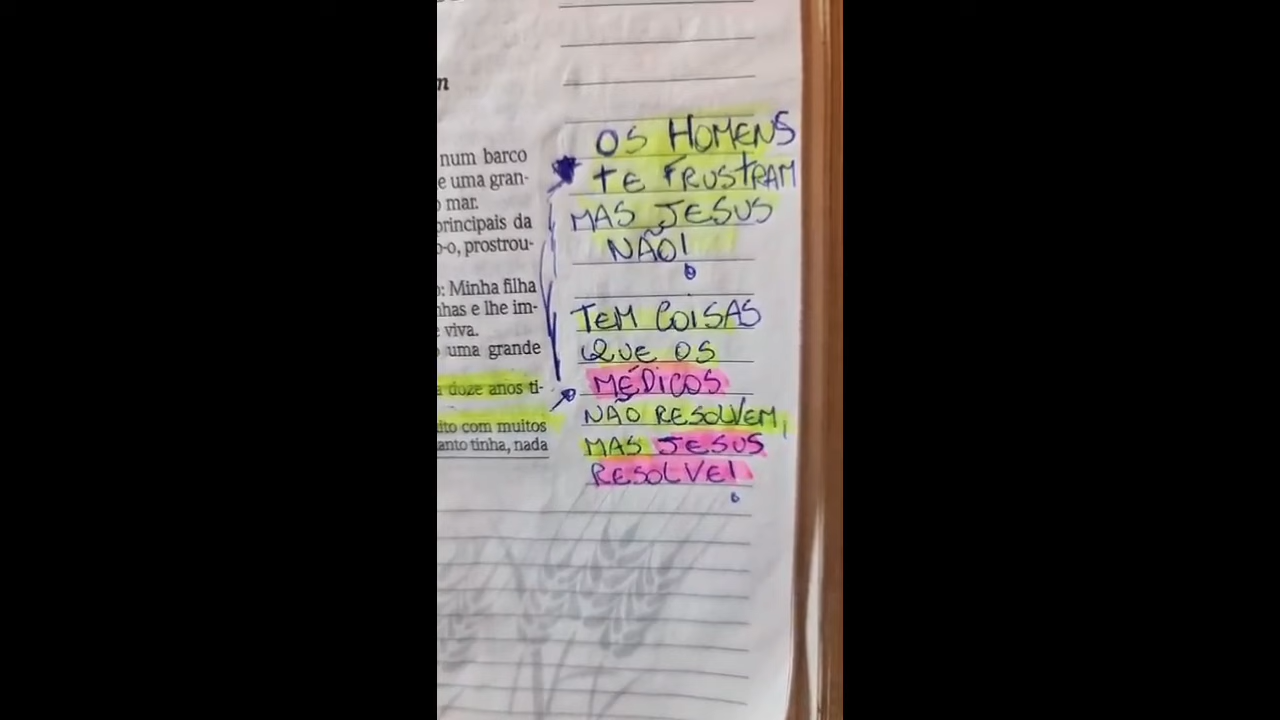 m
num barco
e uma gran-
o mar.
principais da
o-o, prostrou-
o: Minha filha
nhas e lhe im-
e viva.
o uma grande
a doze anos ti-
ito com muitos
anto tinha, nada
OS HOMENS
TE FRUSTRAM
MAS JESUS
NÃO!
TEM COISAS
QUE OS
MÉDICOS
NÃO RESOLVEM,
MAS JESUS
RESOLVE!